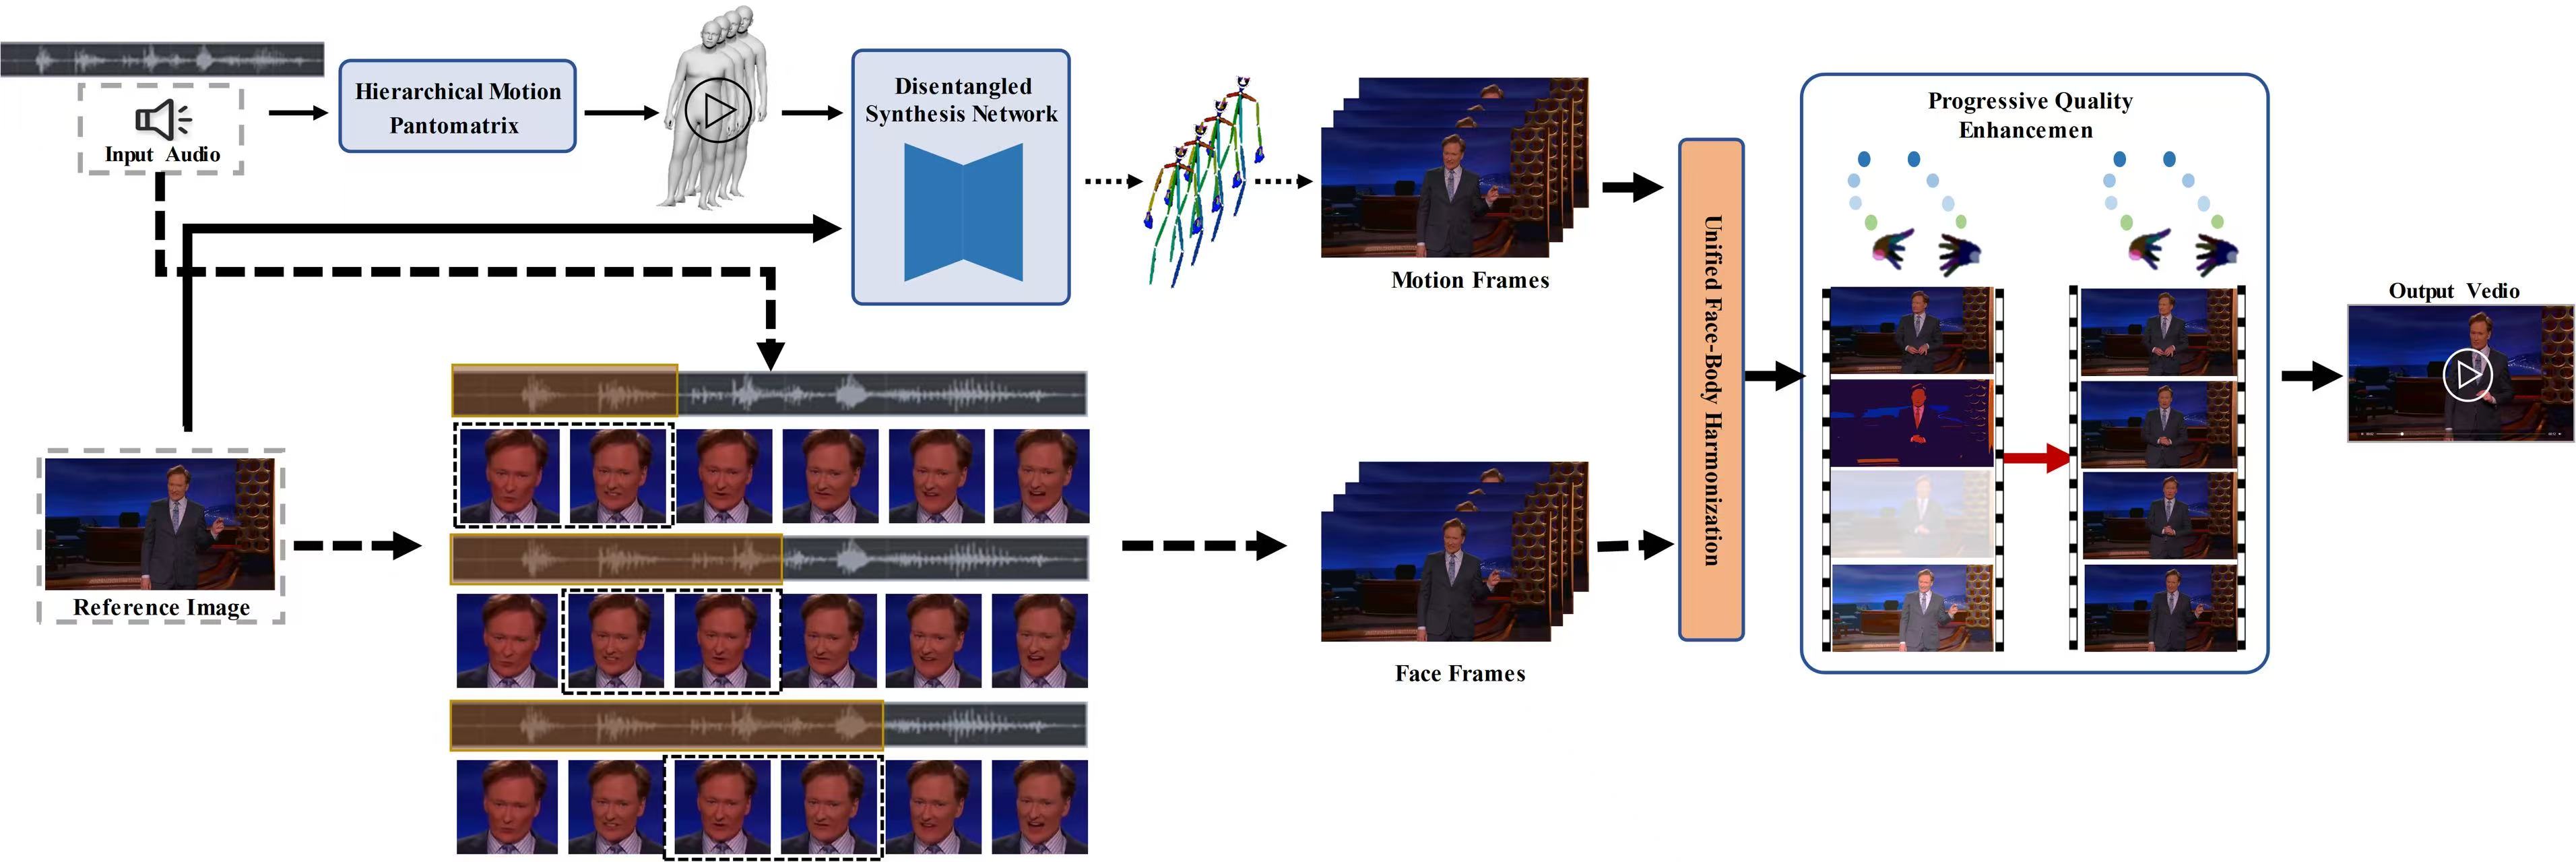 Input Audio
Hierarchical Motion
Pantomatrix
Disentangled
Synthesis Network
Motion Frames
Reference Image
Face Frames
Unified Face-Body Harmonization
Progressive Quality
Enhancemen
Output Vedio